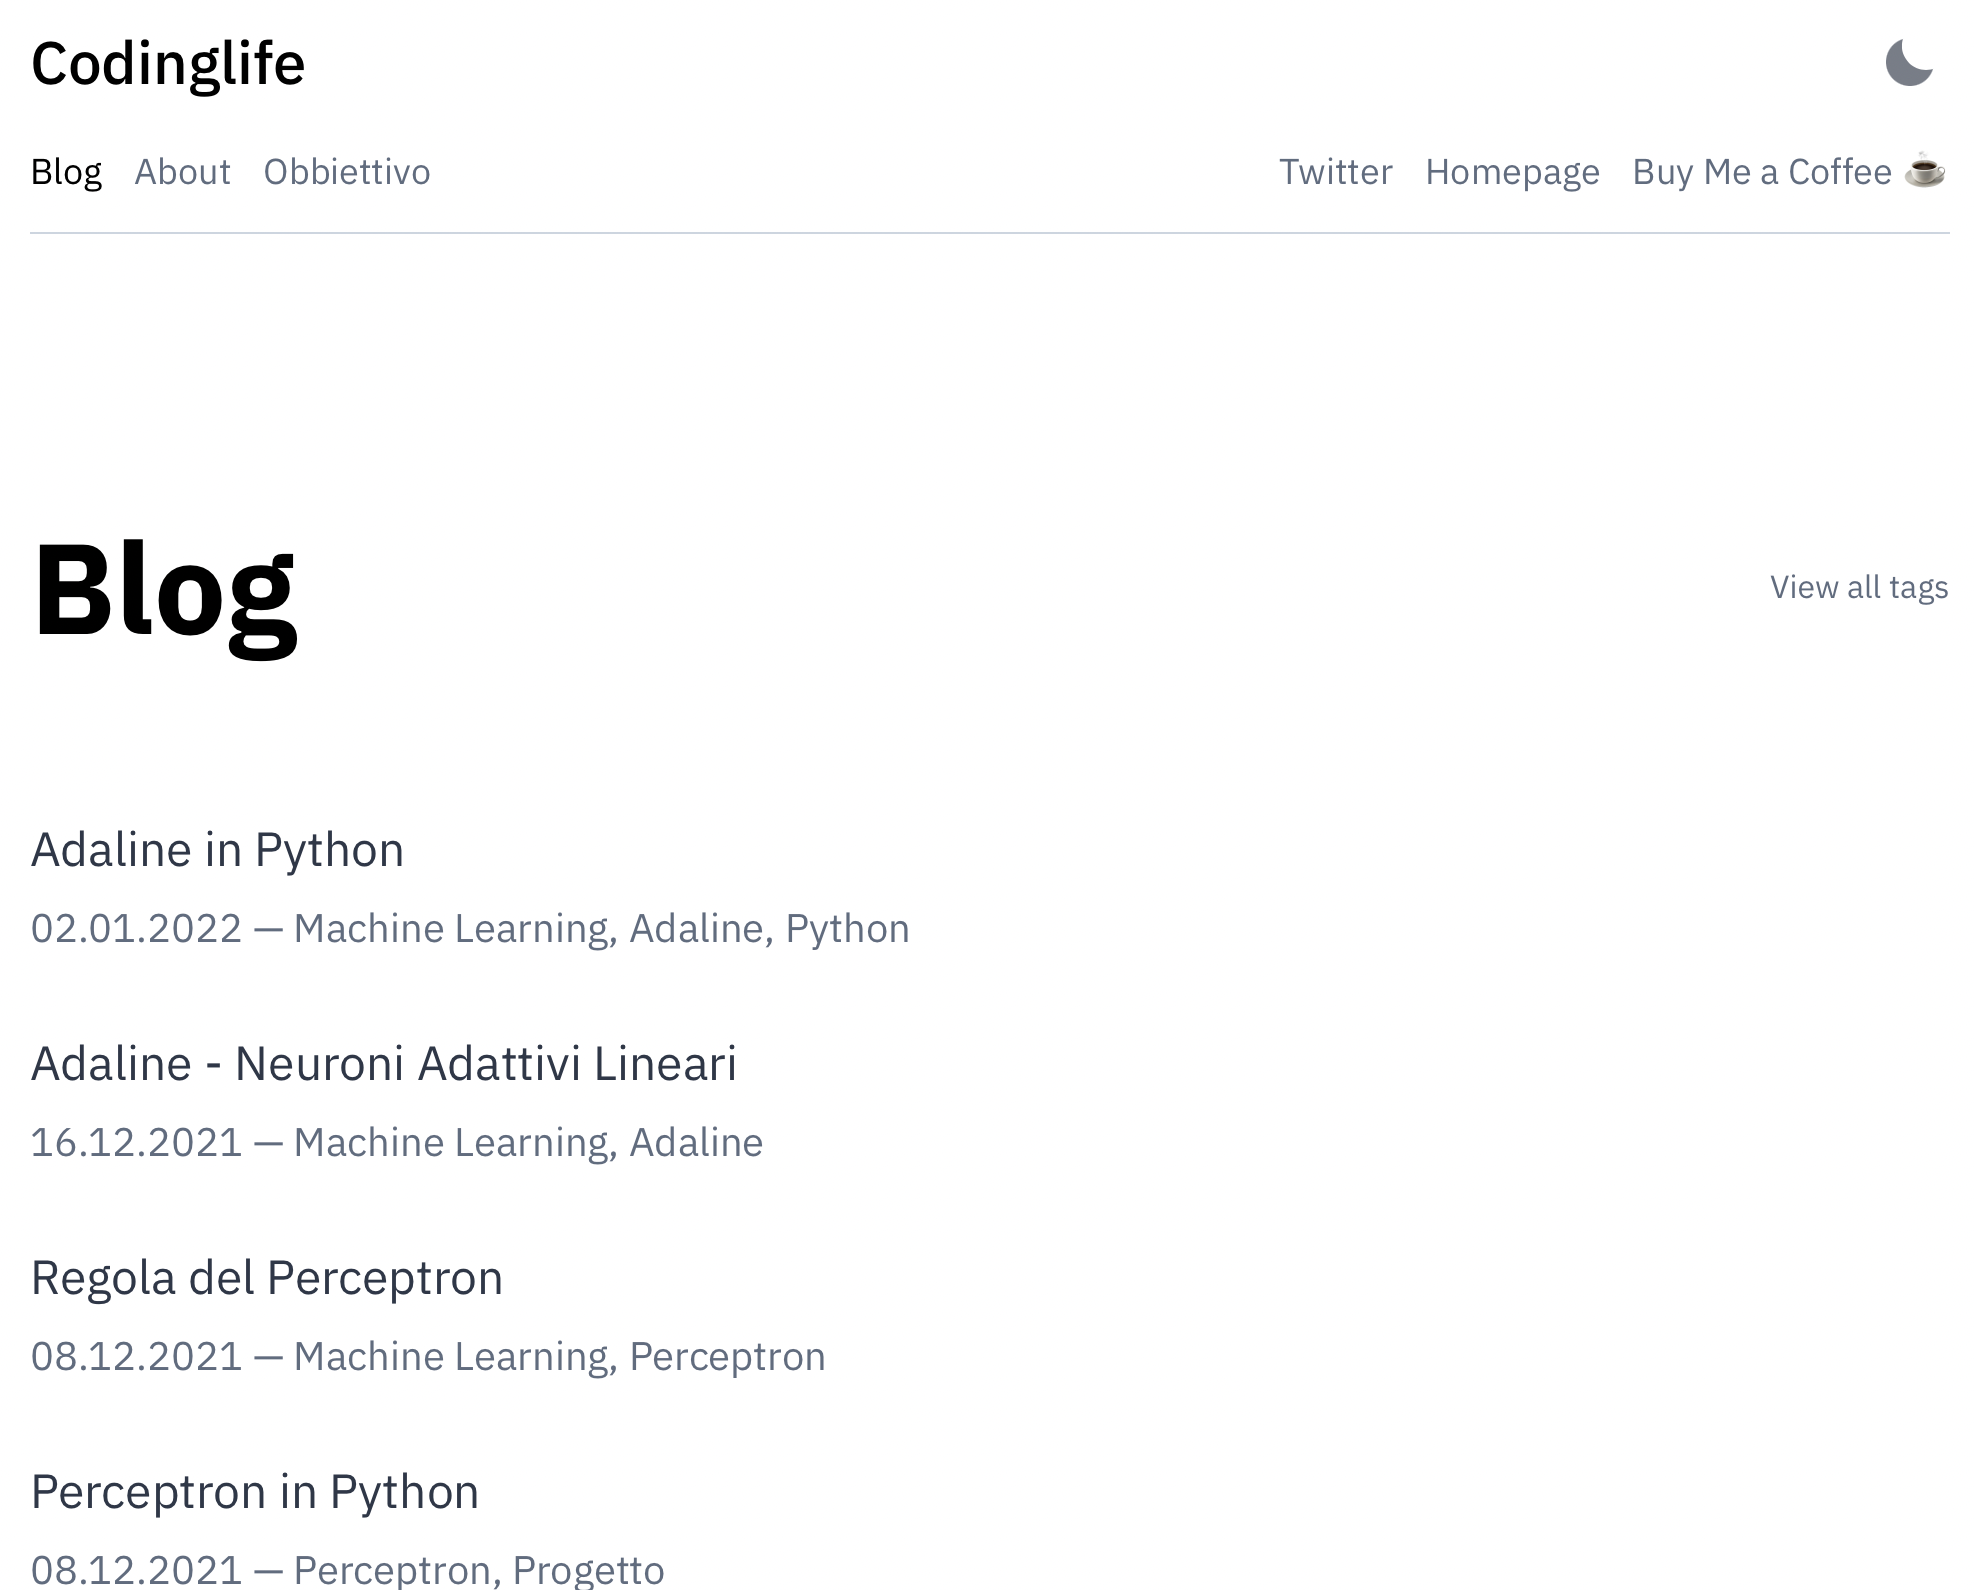 Codinglife
Blog About Obbiettivo Twitter Homepage Buy Me a Coffee ☕
Blog
View all tags
Adaline in Python
02.01.2022 — Machine Learning, Adaline, Python
Adaline - Neuroni Adattivi Lineari
16.12.2021 — Machine Learning, Adaline
Regola del Perceptron
08.12.2021 — Machine Learning, Perceptron
Perceptron in Python
08.12.2021 — Perceptron, Progetto